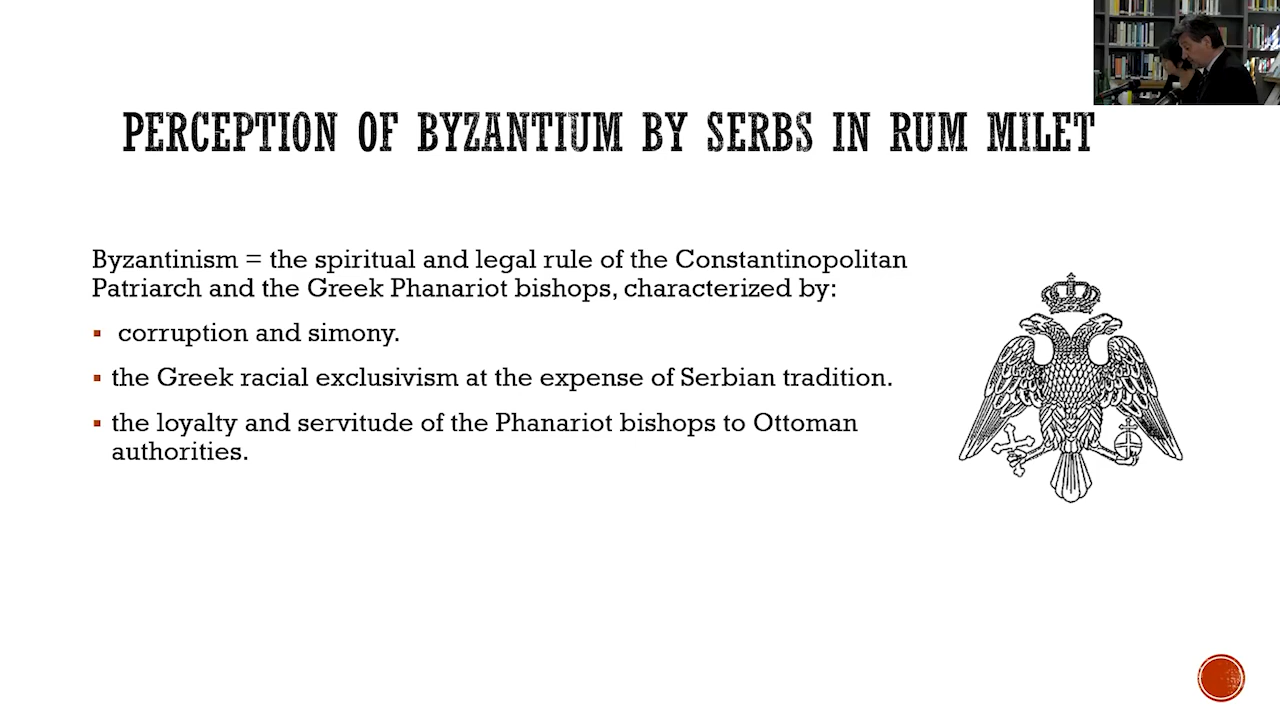 PERCEPTION OF BYZANTIUM BY SERBS IN RUM MILET
Byzantinism = the spiritual and legal rule of the Constantinopolitan
Patriarch and the Greek Phanariot bishops, characterized by:
▪ corruption and simony.
▪ the Greek racial exclusivism at the expense of Serbian tradition.
▪ the loyalty and servitude of the Phanariot bishops to Ottoman
authorities.